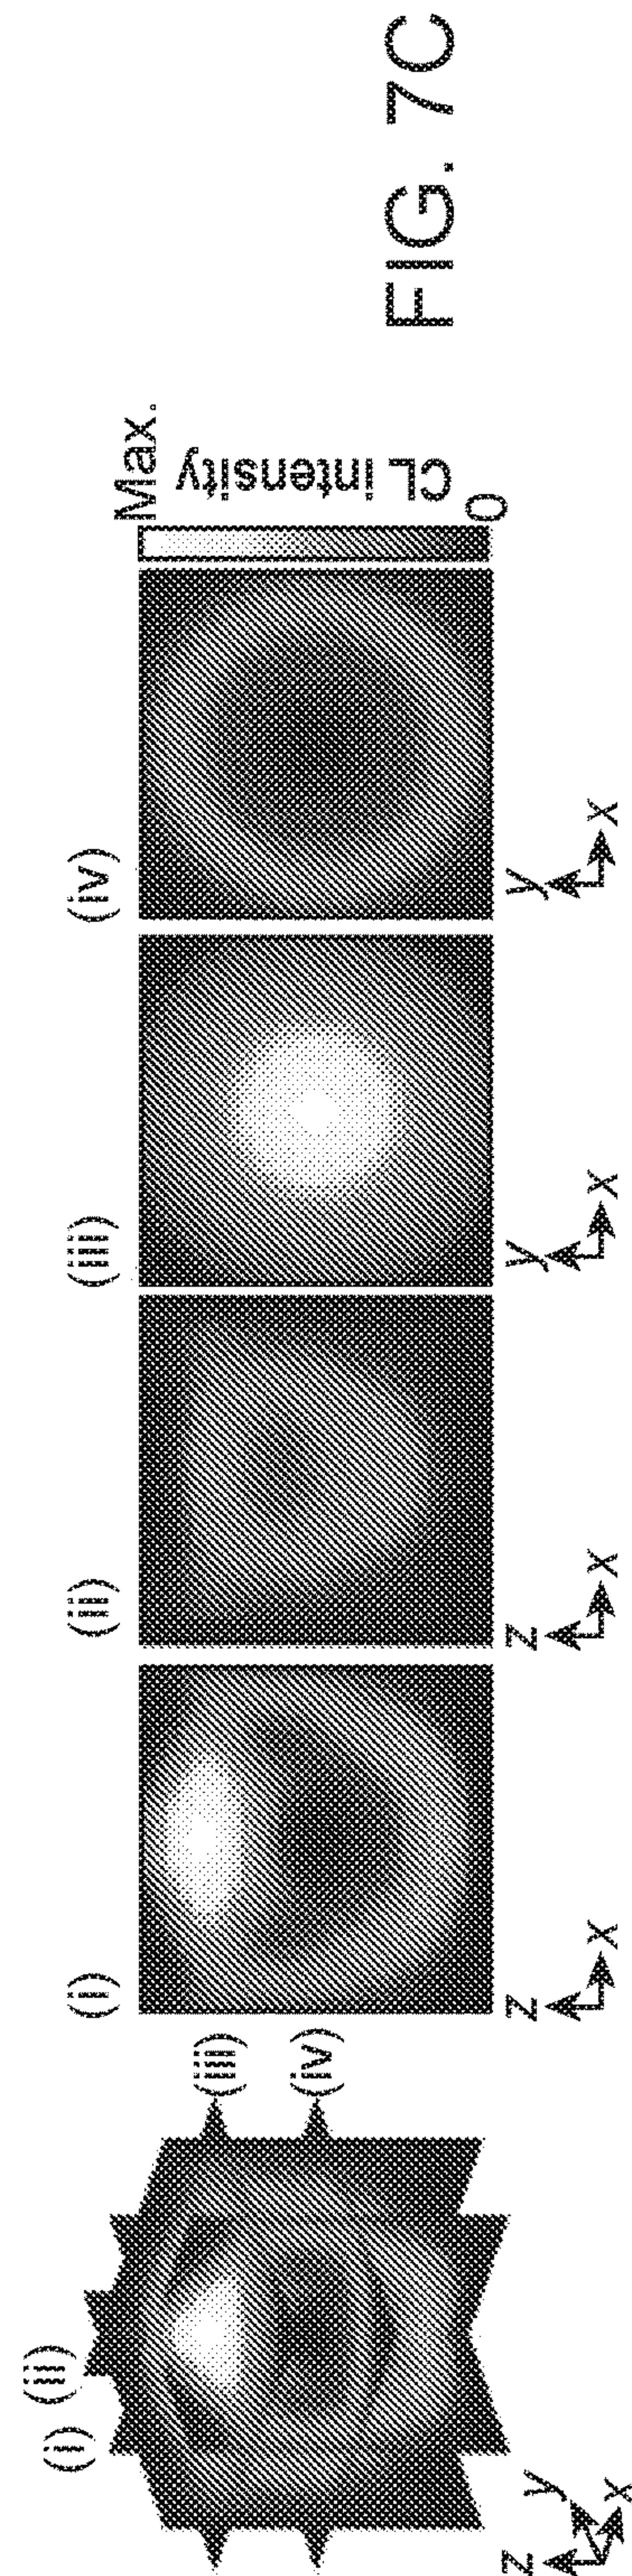 (i)
(ii)
(iii)
(iv)
z
y
x
(i)
z
x
(ii)
z
x
(iii)
y
x
(iv)
y
x
Max.
CL intensity
0
FIG. 7C